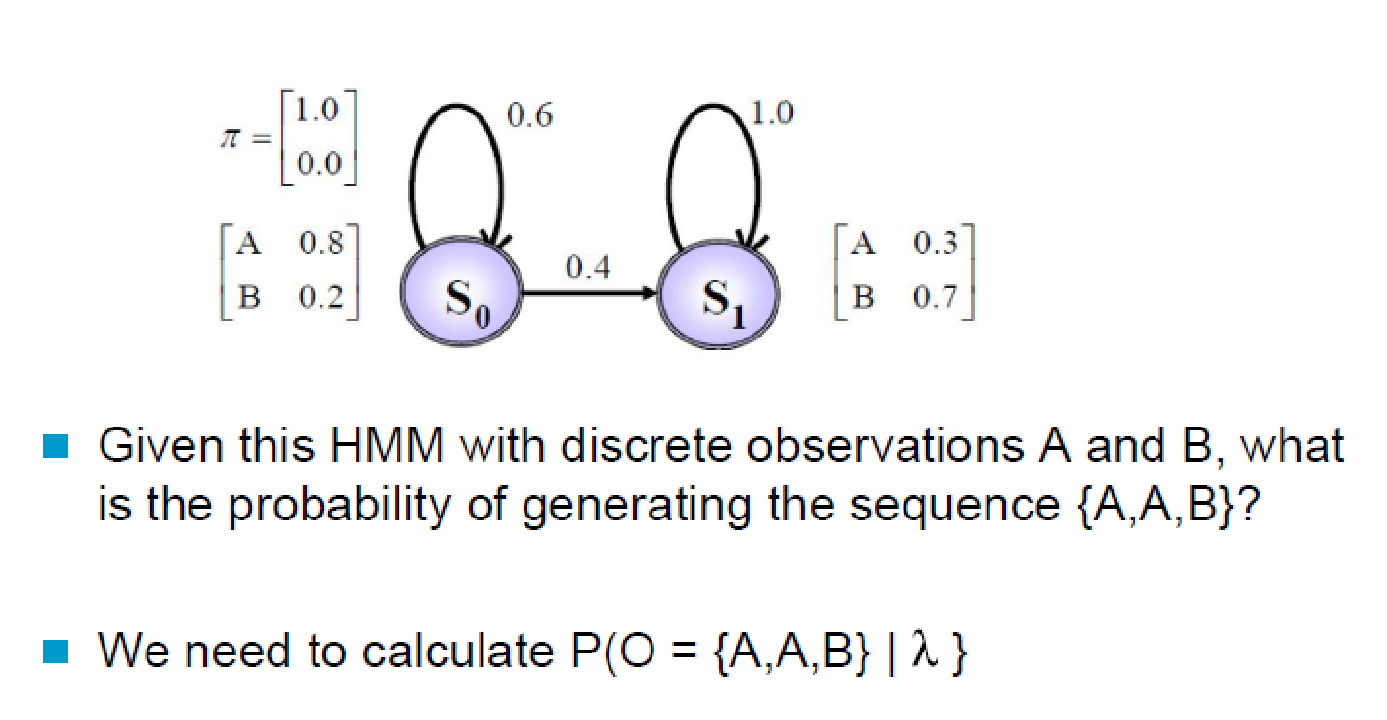 π = [1.0
0.0]
0.6
1.0
[A 0.8
B 0.2]
S0
0.4
S1
[A 0.3
B 0.7]
Given this HMM with discrete observations A and B, what
is the probability of generating the sequence {A,A,B}?
We need to calculate P(O = {A,A,B} | λ }